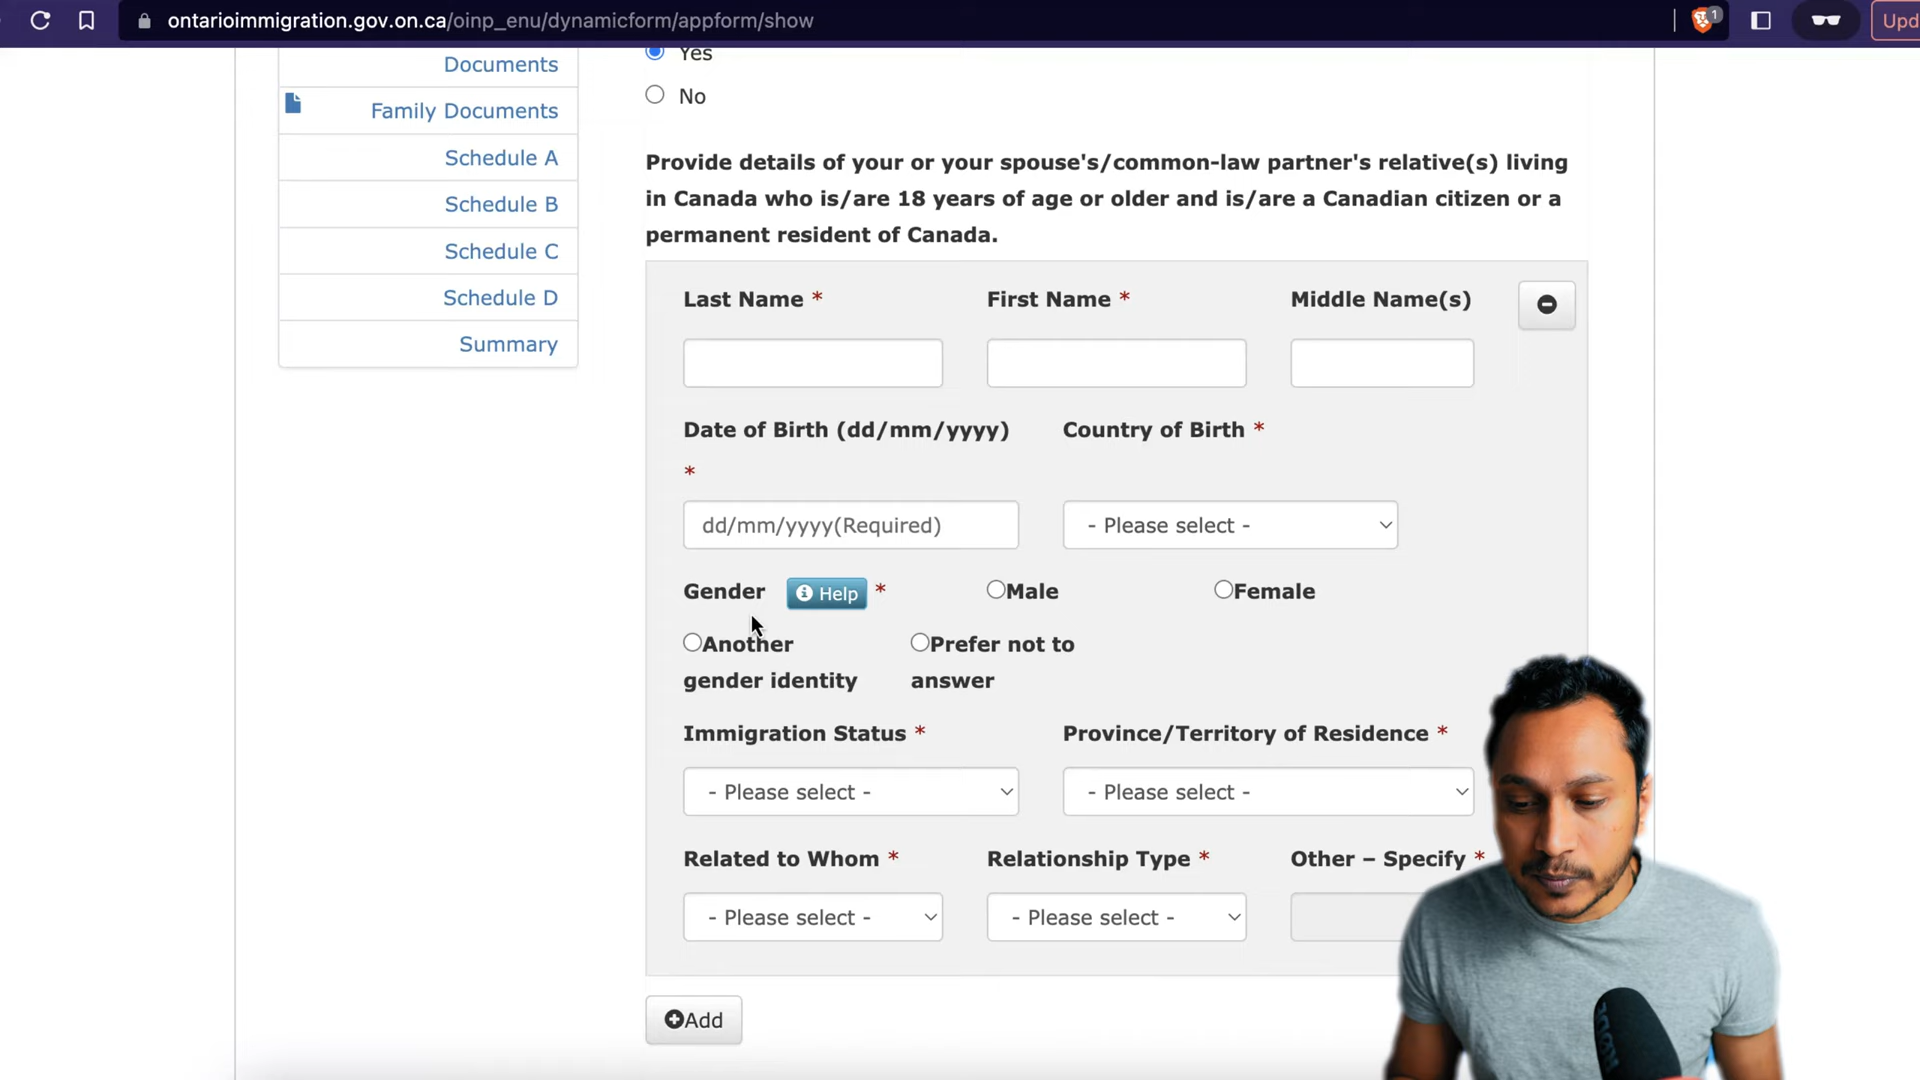 ontarioimmigration.gov.on.ca/oinp_enu/dynamicform/appform/show
1
Upd
Documents
Family Documents
Schedule A
Schedule B
Schedule C
Schedule D
Summary
Yes
No
Provide details of your or your spouse's/common-law partner's relative(s) living
in Canada who is/are 18 years of age or older and is/are a Canadian citizen or a
permanent resident of Canada.
Last Name * First Name * Middle Name(s)
Date of Birth (dd/mm/yyyy) Country of Birth *
*
dd/mm/yyyy(Required) - Please select -
Gender Help * Male Female
Another Prefer not to
gender identity answer
Immigration Status * Province/Territory of Residence *
- Please select - - Please select -
Related to Whom * Relationship Type * Other – Specify *
- Please select - - Please select -
Add